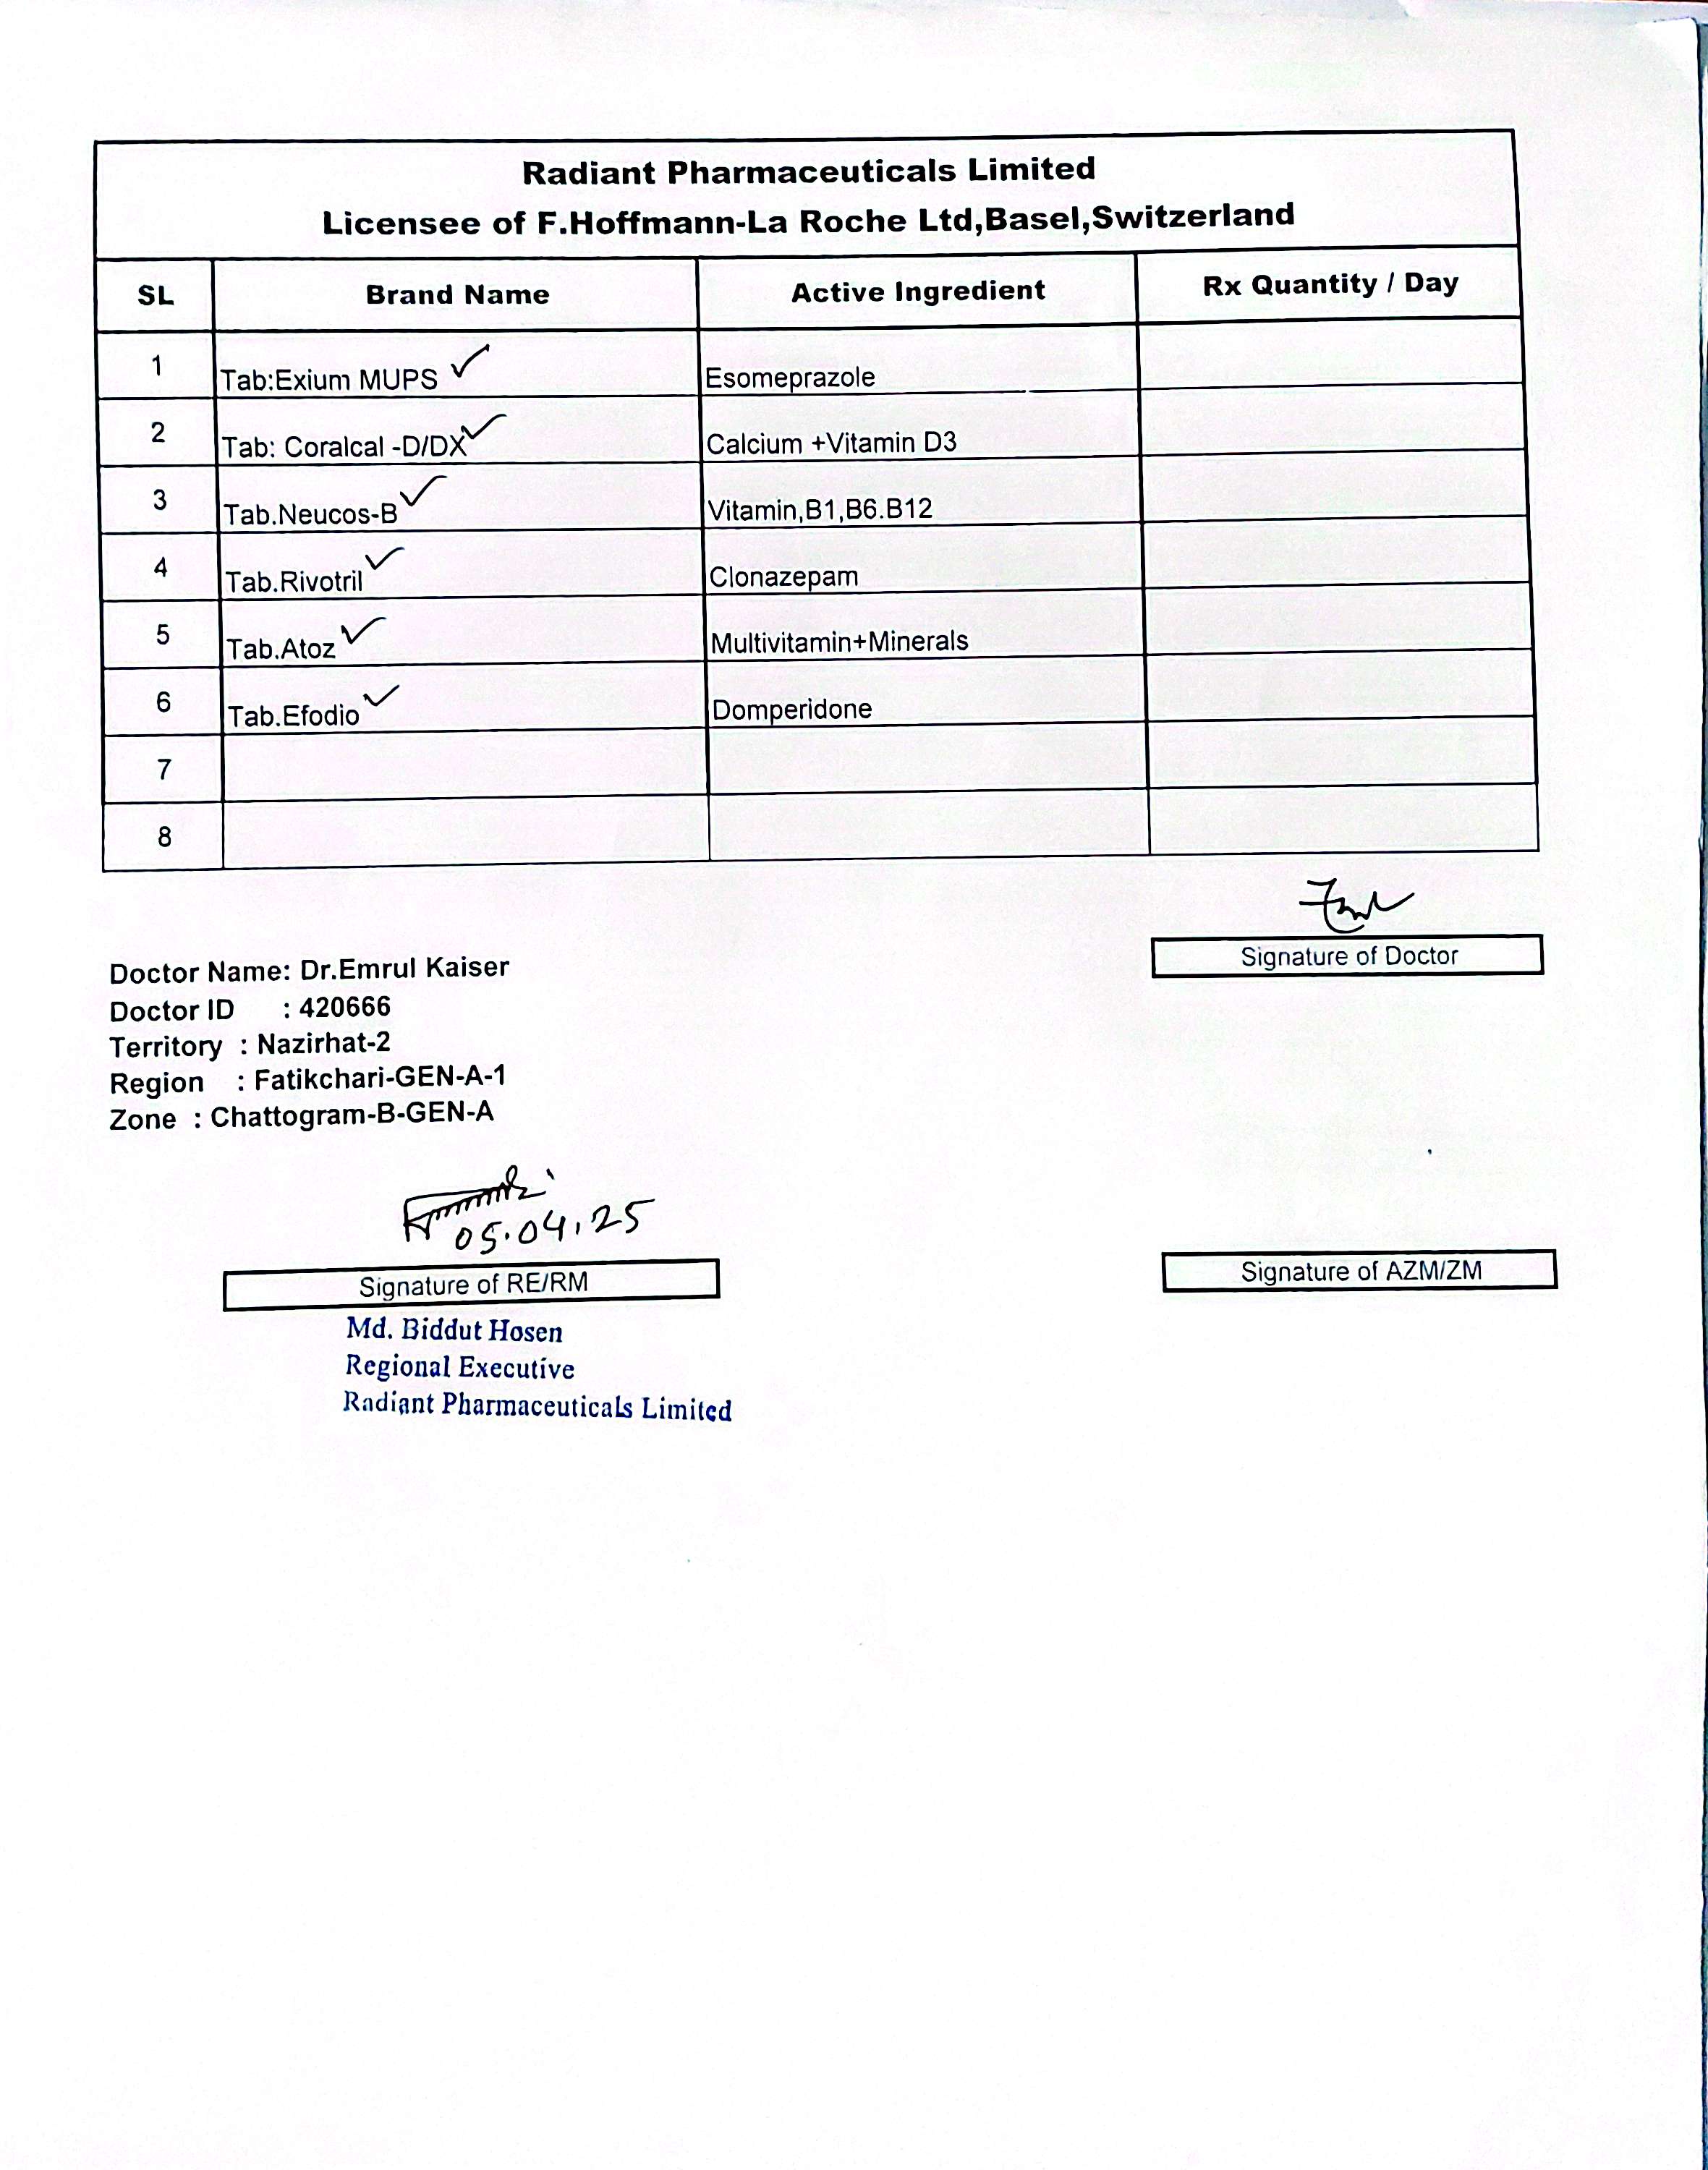 Radiant Pharmaceuticals Limited
Licensee of F.Hoffmann-La Roche Ltd,Basel,Switzerland
SL Brand Name Active Ingredient Rx Quantity / Day
1 Tab:Exium MUPS ✓ Esomeprazole
2 Tab: Coralcal -D/DX ✓ Calcium +Vitamin D3
3 Tab.Neucos-B ✓ Vitamin,B1,B6.B12
4 Tab.Rivotril ✓ Clonazepam
5 Tab.Atoz ✓ Multivitamin+Minerals
6 Tab.Efodio ✓ Domperidone
7
8
Signature of Doctor
Doctor Name: Dr.Emrul Kaiser
Doctor ID : 420666
Territory : Nazirhat-2
Region : Fatikchari-GEN-A-1
Zone : Chattogram-B-GEN-A
05.04.25
Signature of RE/RM
Signature of AZM/ZM
Md. Biddut Hosen
Regional Executive
Radiant Pharmaceuticals Limited